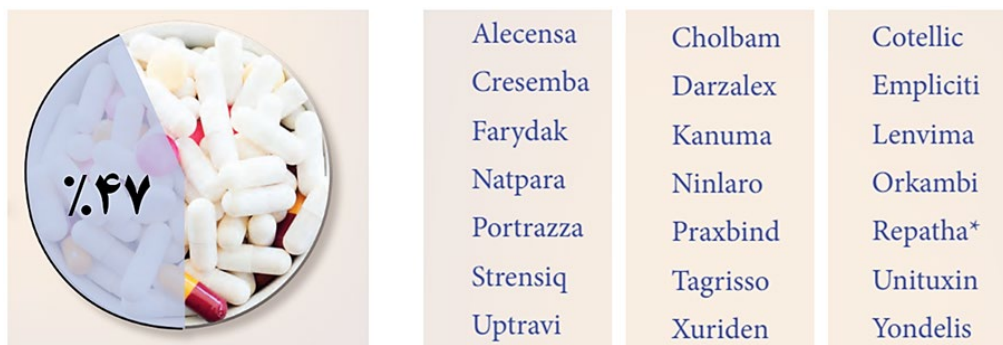 ٪۴۷
Alecensa
Cresemba
Farydak
Natpara
Portrazza
Strensiq
Uptravi
Cholbam
Darzalex
Kanuma
Ninlaro
Praxbind
Tagrisso
Xuriden
Cotellic
Empliciti
Lenvima
Orkambi
Repatha*
Unituxin
Yondelis